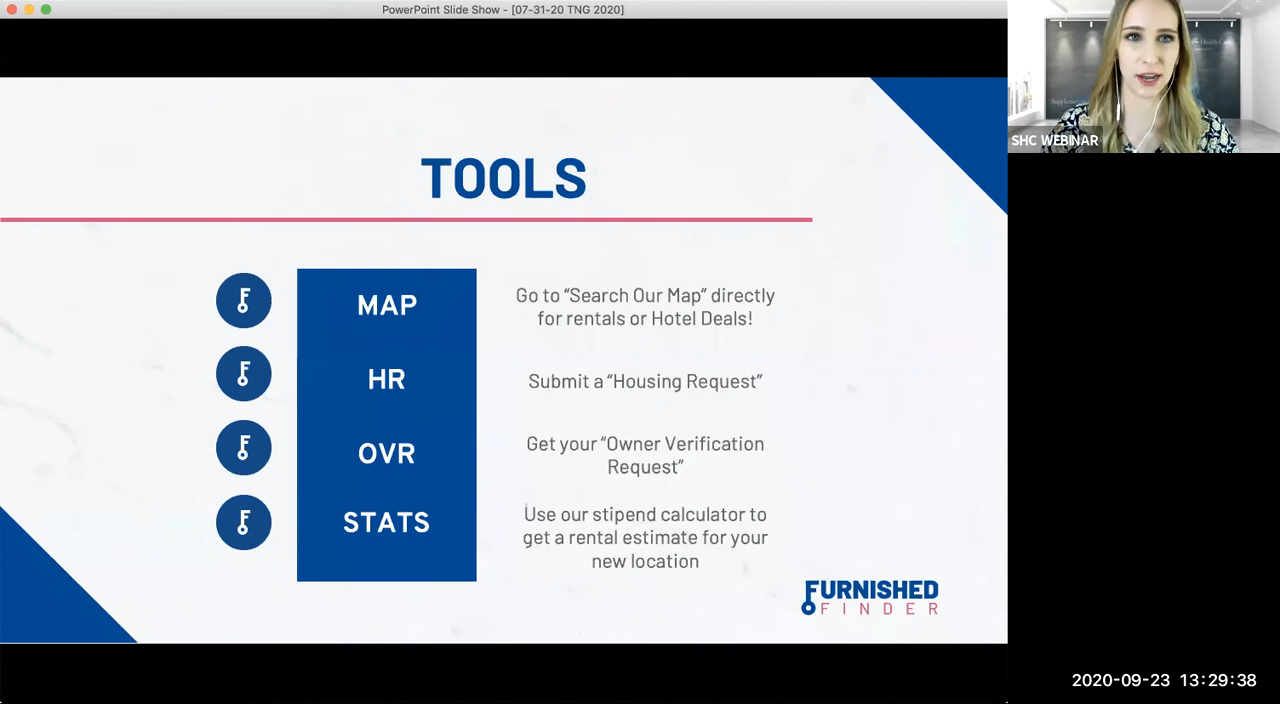 PowerPoint Slide Show - [07-31-20 TNG 2020]
SHC WEBINAR
TOOLS
MAP
Go to “Search Our Map” directly
for rentals or Hotel Deals!
HR
Submit a “Housing Request”
OVR
Get your “Owner Verification
Request”
STATS
Use our stipend calculator to
get a rental estimate for your
new location
FURNISHED
FINDER
2020-09-23 13:29:38